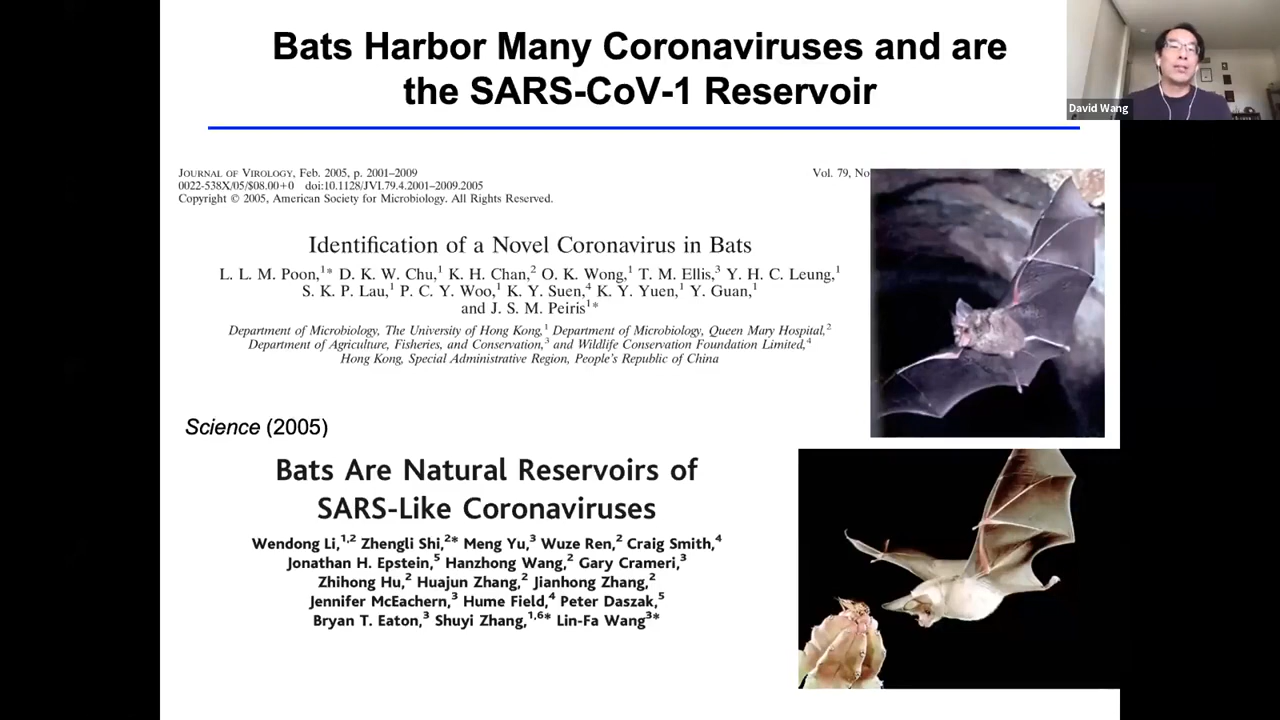 Bats Harbor Many Coronaviruses and are
the SARS-CoV-1 Reservoir
David Wang
JOURNAL OF VIROLOGY, Feb. 2005, p. 2001–2009
0022-538X/05/$08.00+0 doi:10.1128/JVI.79.4.2001–2009.2005
Copyright © 2005, American Society for Microbiology. All Rights Reserved.
Vol. 79, No
Identification of a Novel Coronavirus in Bats
L. L. M. Poon,1* D. K. W. Chu,1 K. H. Chan,2 O. K. Wong,1 T. M. Ellis,3 Y. H. C. Leung,1
S. K. P. Lau,1 P. C. Y. Woo,1 K. Y. Suen,4 K. Y. Yuen,1 Y. Guan,1
and J. S. M. Peiris1*
Department of Microbiology, The University of Hong Kong,1 Department of Microbiology, Queen Mary Hospital,2
Department of Agriculture, Fisheries, and Conservation,3 and Wildlife Conservation Foundation Limited,4
Hong Kong, Special Administrative Region, People's Republic of China
Science (2005)
Bats Are Natural Reservoirs of
SARS-Like Coronaviruses
Wendong Li,1,2 Zhengli Shi,2* Meng Yu,3 Wuze Ren,2 Craig Smith,4
Jonathan H. Epstein,5 Hanzhong Wang,2 Gary Crameri,3
Zhihong Hu,2 Huajun Zhang,2 Jianhong Zhang,2
Jennifer McEachern,3 Hume Field,4 Peter Daszak,5
Bryan T. Eaton,3 Shuyi Zhang,1,6* Lin-Fa Wang3*